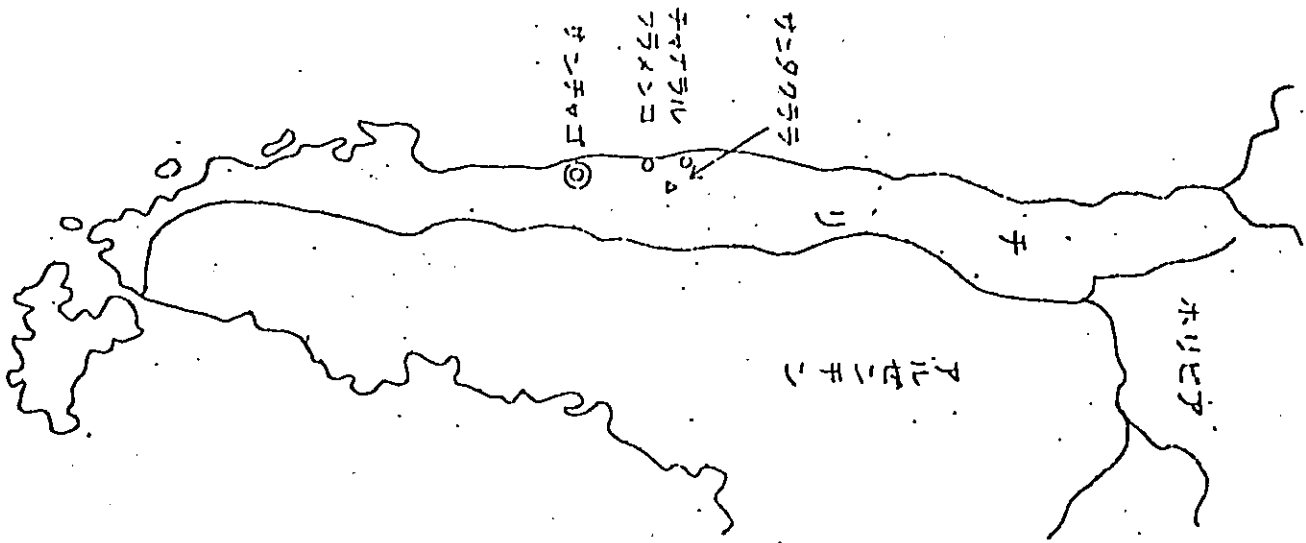 ボリビア
チリ
サンタクララ
チャナラル
フラメンコ
サンチャゴ
アルゼンチン